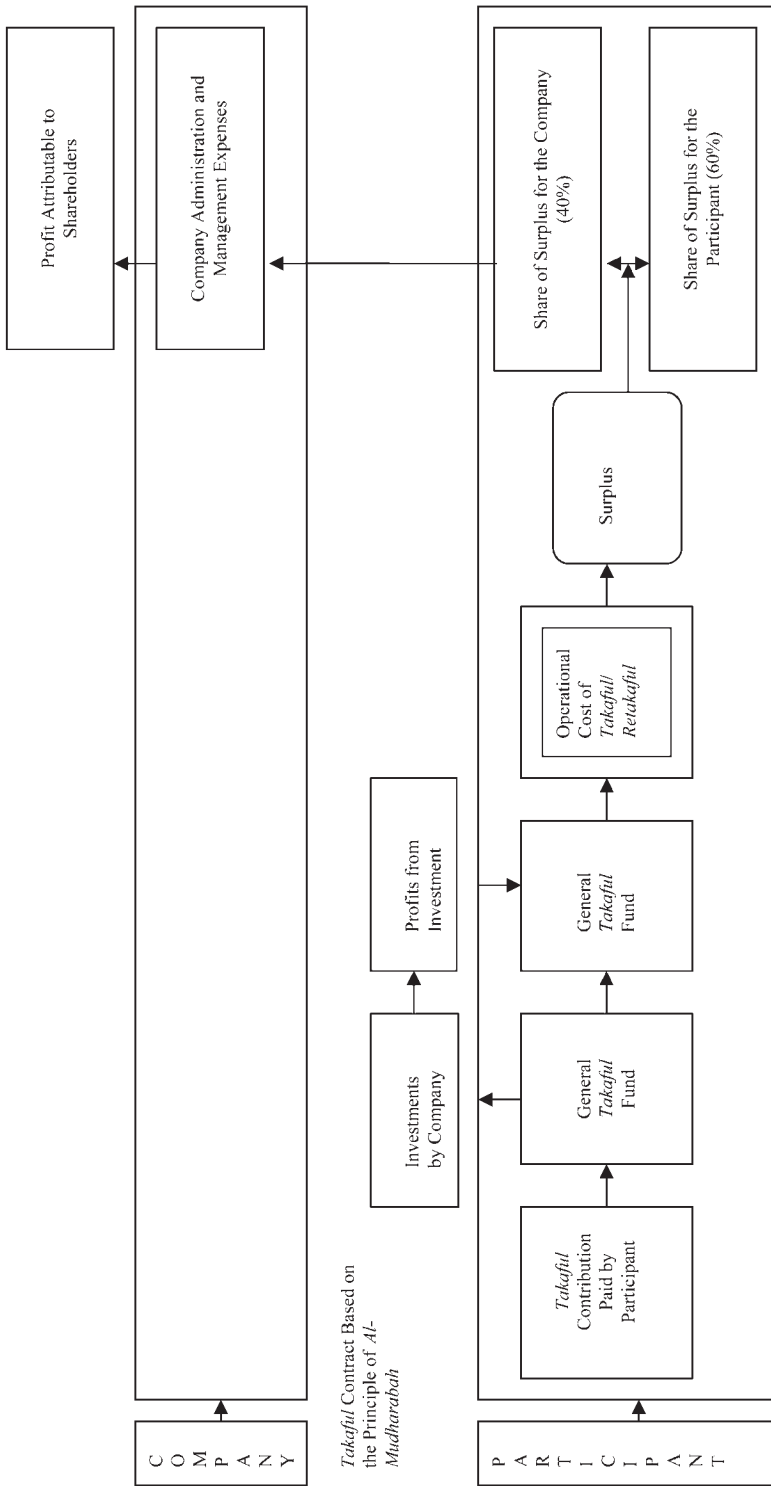 Profit Attributable to
Shareholders
C
O
M
P
A
N
Y
Company Administration and
Management Expenses
Takaful Contract Based on
the Principle of Al-
Mudharabah
Investments
by Company
Profits from
Investment
P
A
R
T
I
C
I
P
A
N
T
Takaful
Contribution
Paid by
Participant
General
Takaful
Fund
General
Takaful
Fund
Operational
Cost of
Takaful/
Retakaful
Surplus
Share of Surplus for the Company
(40%)
Share of Surplus for the
Participant (60%)